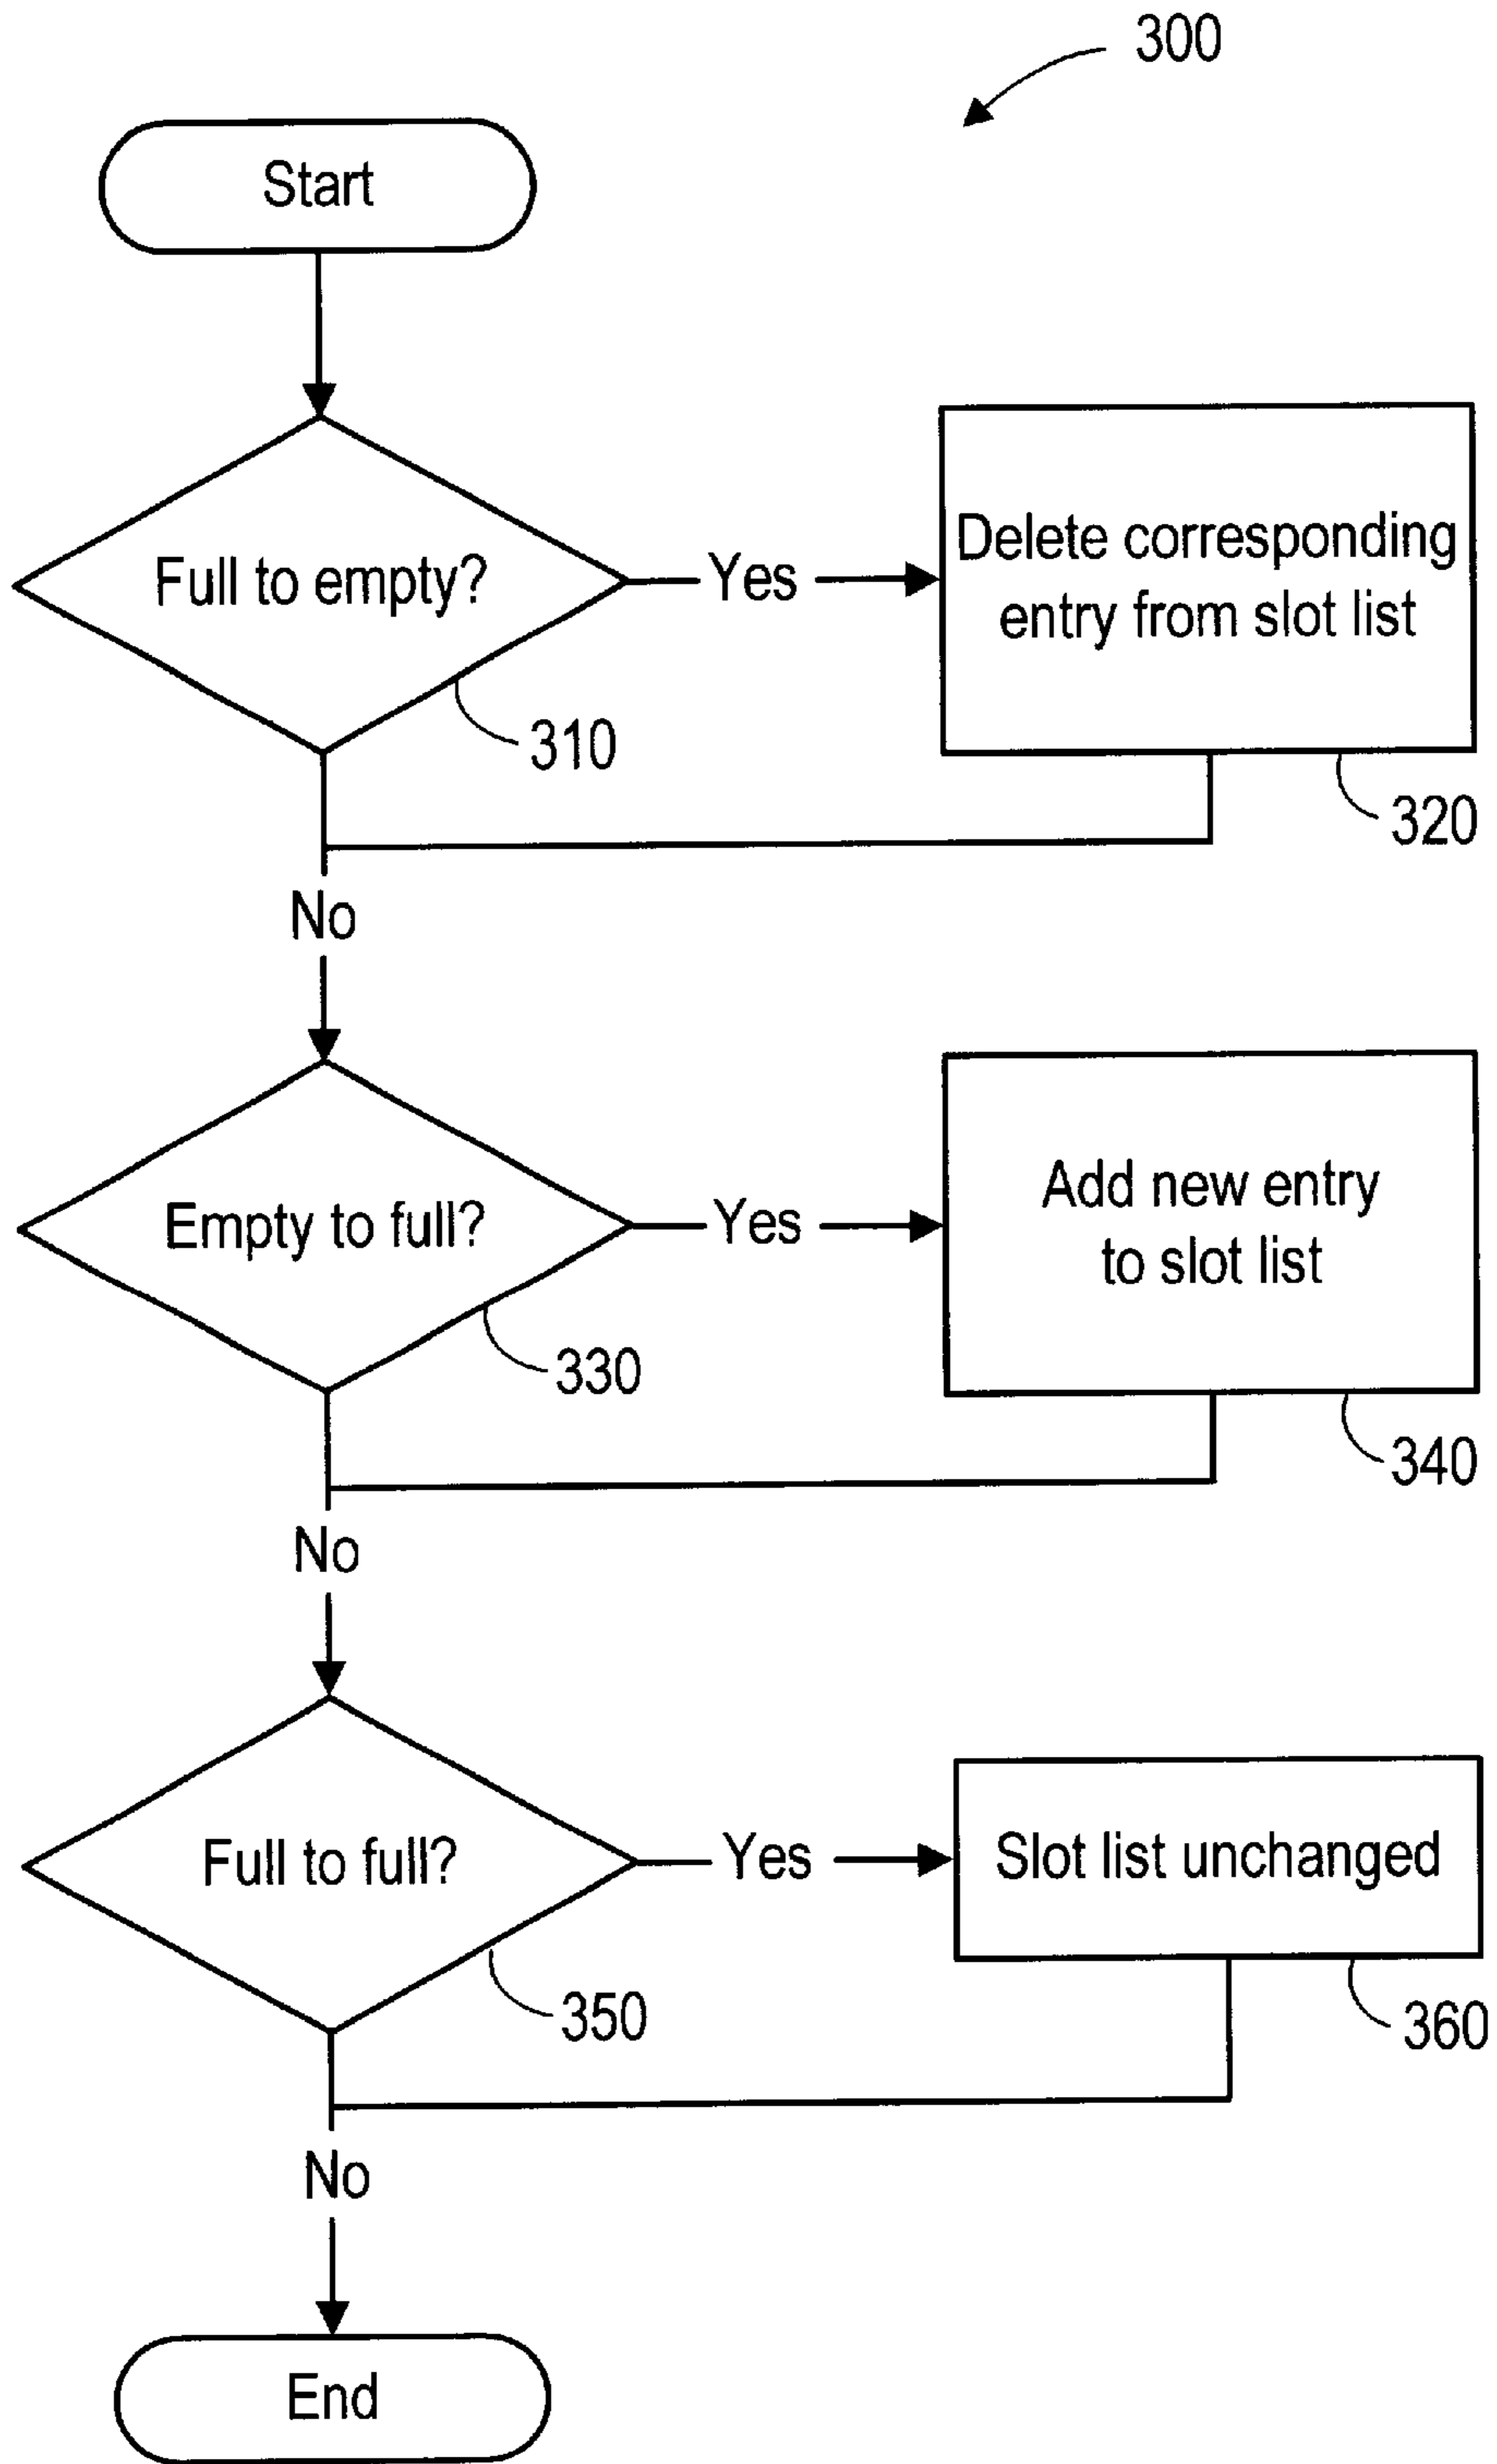 300
Start
Full to empty?
Yes
Delete corresponding
entry from slot list
310
320
No
Empty to full?
Yes
Add new entry
to slot list
330
340
No
Full to full?
Yes
Slot list unchanged
350
360
No
End